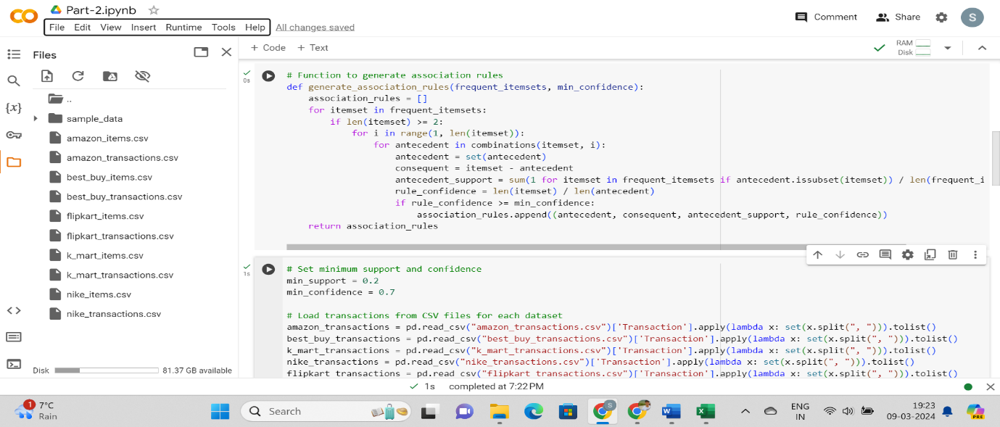 Part-2.ipynb
File Edit View Insert Runtime Tools Help All changes saved
Comment Share S
Files
+ Code + Text
RAM
Disk
..
sample_data
amazon_items.csv
amazon_transactions.csv
best_buy_items.csv
best_buy_transactions.csv
flipkart_items.csv
flipkart_transactions.csv
k_mart_items.csv
k_mart_transactions.csv
nike_items.csv
nike_transactions.csv
Disk 81.37 GB available
{x}
<>
0s
# Function to generate association rules
def generate_association_rules(frequent_itemsets, min_confidence):
    association_rules = []
    for itemset in frequent_itemsets:
        if len(itemset) >= 2:
            for i in range(1, len(itemset)):
                for antecedent in combinations(itemset, i):
                    antecedent = set(antecedent)
                    consequent = itemset - antecedent
                    antecedent_support = sum(1 for itemset in frequent_itemsets if antecedent.issubset(itemset)) / len(frequent_i
                    rule_confidence = len(itemset) / len(antecedent)
                    if rule_confidence >= min_confidence:
                        association_rules.append((antecedent, consequent, antecedent_support, rule_confidence))
    return association_rules
1s
# Set minimum support and confidence
min_support = 0.2
min_confidence = 0.7
# Load transactions from CSV files for each dataset
amazon_transactions = pd.read_csv("amazon_transactions.csv")['Transaction'].apply(lambda x: set(x.split(", "))).tolist()
best_buy_transactions = pd.read_csv("best_buy_transactions.csv")['Transaction'].apply(lambda x: set(x.split(", "))).tolist()
k_mart_transactions = pd.read_csv("k_mart_transactions.csv")['Transaction'].apply(lambda x: set(x.split(", "))).tolist()
nike_transactions = pd.read_csv("nike_transactions.csv")['Transaction'].apply(lambda x: set(x.split(", "))).tolist()
flipkart_transactions = pd.read_csv("flipkart_transactions.csv")['Transaction'].apply(lambda x: set(x.split(", "))).tolist()
1s completed at 7:22 PM
1
7°C
Rain
Search
S
W
X
ENG
IN
19:23
09-03-2024
PRE